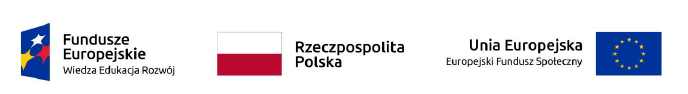 Fundusze
Europejskie
Wiedza Edukacja Rozwój
Rzeczpospolita
Polska
Unia Europejska
Europejski Fundusz Społeczny